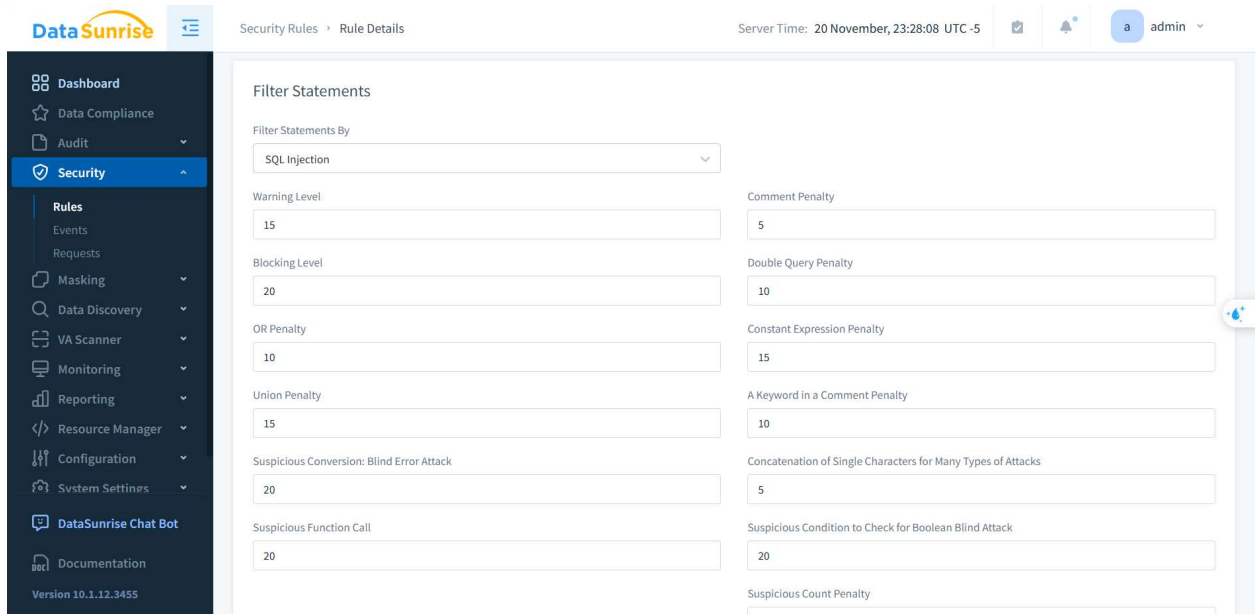 DataSunrise
Security Rules › Rule Details
Server Time: 20 November, 23:28:08 UTC -5
a
admin
Dashboard
Data Compliance
Audit
Security
Rules
Events
Requests
Masking
Data Discovery
VA Scanner
Monitoring
Reporting
Resource Manager
Configuration
System Settings
DataSunrise Chat Bot
DOC
Documentation
Version 10.1.12.3455
Filter Statements
Filter Statements By
SQL Injection
Warning Level
15
Comment Penalty
5
Blocking Level
20
Double Query Penalty
10
OR Penalty
10
Constant Expression Penalty
15
Union Penalty
15
A Keyword in a Comment Penalty
10
Suspicious Conversion: Blind Error Attack
20
Concatenation of Single Characters for Many Types of Attacks
5
Suspicious Function Call
20
Suspicious Condition to Check for Boolean Blind Attack
20
Suspicious Count Penalty